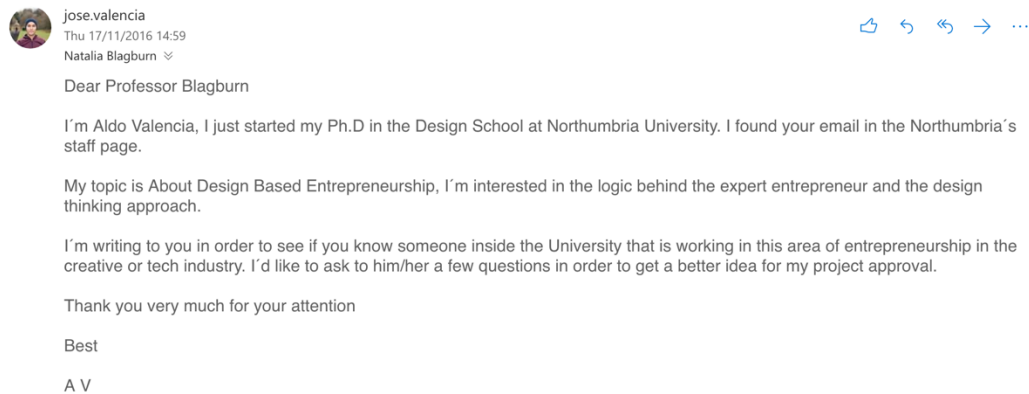 jose.valencia
Thu 17/11/2016 14:59
Natalia Blagburn
Dear Professor Blagburn
I´m Aldo Valencia, I just started my Ph.D in the Design School at Northumbria University. I found your email in the Northumbria´s
staff page.
My topic is About Design Based Entrepreneurship, I´m interested in the logic behind the expert entrepreneur and the design
thinking approach.
I´m writing to you in order to see if you know someone inside the University that is working in this area of entrepreneurship in the
creative or tech industry. I´d like to ask to him/her a few questions in order to get a better idea for my project approval.
Thank you very much for your attention
Best
A V